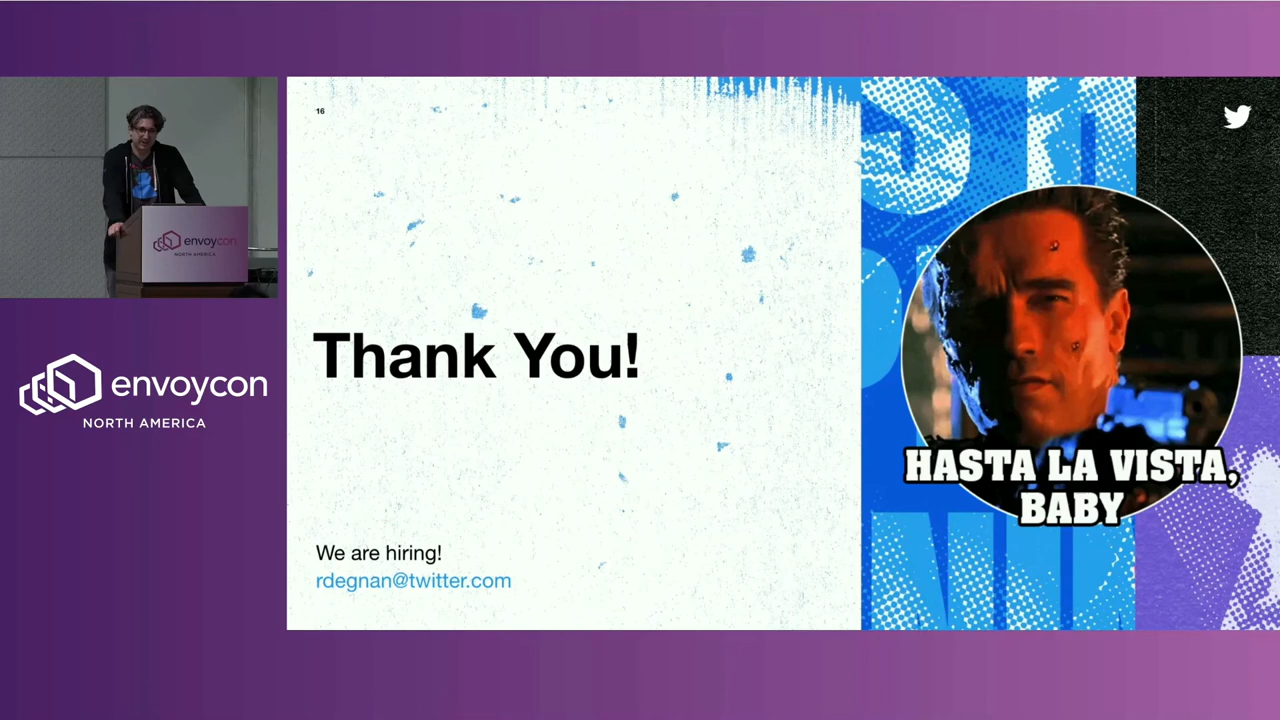 16
Thank You!
We are hiring!
rdegnan@twitter.com
HASTA LA VISTA,
BABY
envoycon
NORTH AMERICA
envoycon
NORTH AMERICA